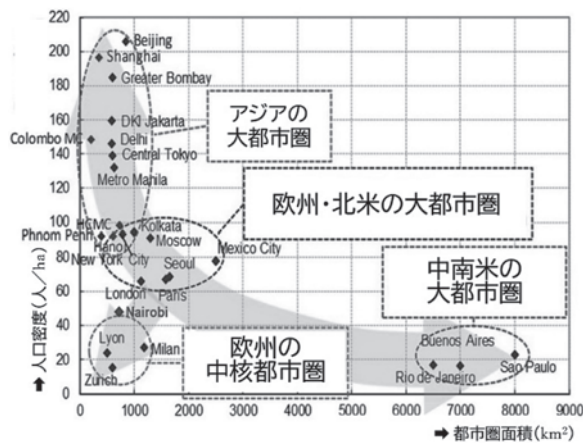 220
200
180
160
140
120
100
80
60
40
20
0
➡ 人口密度(人/ha)
Beijing
Shanghai
Greater Bombay
DKI Jakarta
Colombo MC
Delhi
Central Tokyo
Metro Manila
アジアの
大都市圏
欧州・北米の大都市圏
HCMC
Kolkata
Phnom Penh
Hanoi
Moscow
New York City
Mexico City
Seoul
London
Paris
Nairobi
中南米の
大都市圏
Lyon
Milan
Zurich
欧州の
中核都市圏
Buenos Aires
Rio de Janeiro
Sao Paulo
0 1000 2000 3000 4000 5000 6000 7000 8000 9000
➡ 都市圏面積(km²)